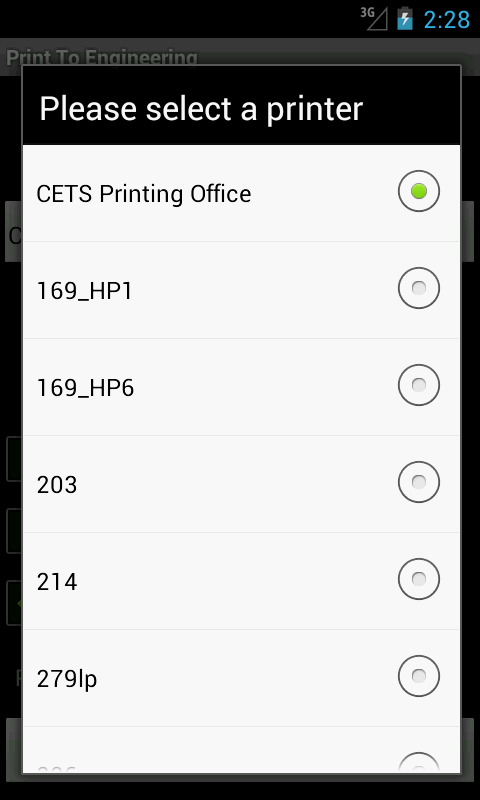 3G 2:28
Print To Engineering
Please select a printer
CETS Printing Office
169_HP1
169_HP6
203
214
279lp